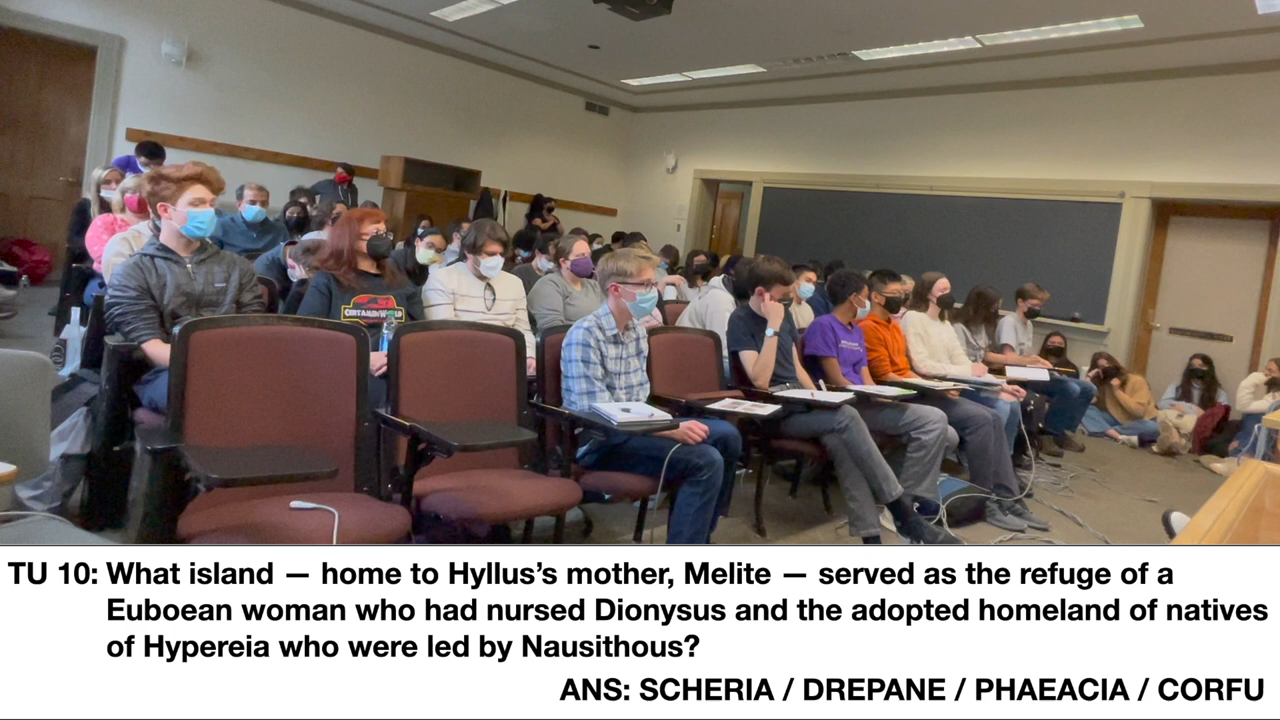 CERTAMENWORLD
TU 10: What island — home to Hyllus’s mother, Melite — served as the refuge of a
Euboean woman who had nursed Dionysus and the adopted homeland of natives
of Hypereia who were led by Nausithous?
ANS: SCHERIA / DREPANE / PHAEACIA / CORFU